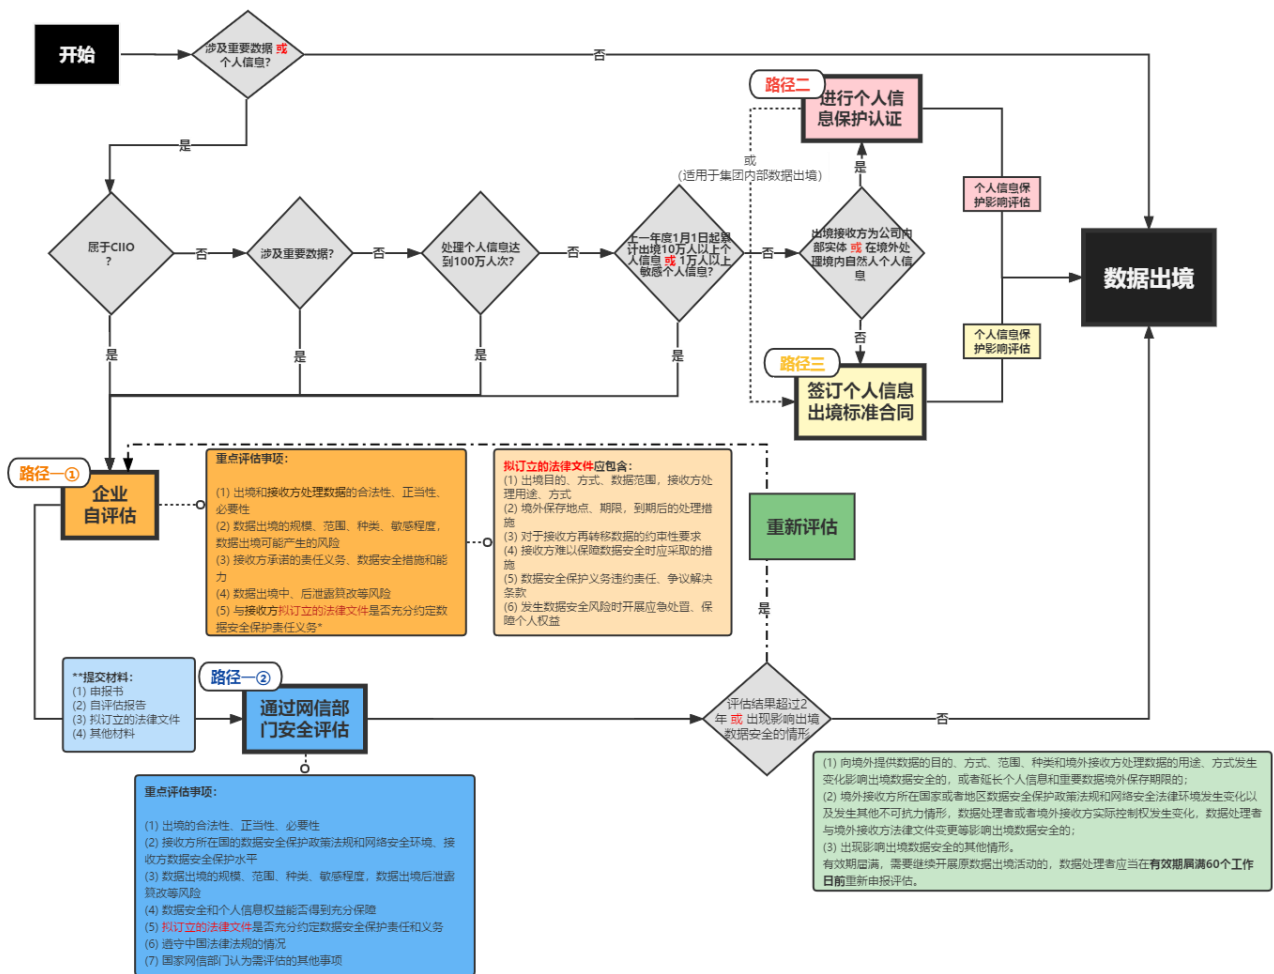 开始
涉及重要数据 或
个人信息?
否
是
属于CIIO
?
否
涉及重要数据?
否
处理个人信息达
到100万人次?
否
上一年度1月1日起累
计出境10万人以上个
人信息 或 1万人以上
敏感个人信息?
否
出境接收方为公司内
部实体 或 在境外处
理境内自然人个人信
息
是
否
是
是
是
是
路径二
进行个人信
息保护认证
或
(适用于集团内部数据出境)
个人信息保
护影响评估
数据出境
个人信息保
护影响评估
路径三
签订个人信息
出境标准合同
路径一①
企业
自评估
重点评估事项：
(1) 出境和接收方处理数据的合法性、正当性、
必要性
(2) 数据出境的规模、范围、种类、敏感程度，
数据出境可能产生的风险
(3) 接收方承诺的责任义务、数据安全措施和能
力
(4) 数据出境中、后泄露篡改等风险
(5) 与接收方拟订立的法律文件是否充分约定数
据安全保护责任义务*
拟订立的法律文件应包含：
(1) 出境目的、方式、数据范围，接收方处
理用途、方式
(2) 境外保存地点、期限，到期后的处理措
施
(3) 对于接收方再转移数据的约束性要求
(4) 接收方难以保障数据安全时应采取的措
施
(5) 数据安全保护义务违约责任、争议解决
条款
(6) 发生数据安全风险时开展应急处置、保
障个人权益
重新评估
是
**提交材料：
(1) 申报书
(2) 自评估报告
(3) 拟订立的法律文件
(4) 其他材料
路径一②
通过网信部
门安全评估
评估结果超过2
年 或 出现影响出境
数据安全的情形
否
重点评估事项：
(1) 出境的合法性、正当性、必要性
(2) 接收方所在国的数据安全保护政策法规和网络安全环境、接
收方数据安全保护水平
(3) 数据出境的规模、范围、种类、敏感程度，数据出境后泄露
篡改等风险
(4) 数据安全和个人信息权益能否得到充分保障
(5) 拟订立的法律文件是否充分约定数据安全保护责任和义务
(6) 遵守中国法律法规的情况
(7) 国家网信部门认为需评估的其他事项
(1) 向境外提供数据的目的、方式、范围、种类和境外接收方处理数据的用途、方式发生
变化影响出境数据安全的，或者延长个人信息和重要数据境外保存期限的；
(2) 境外接收方所在国家或者地区数据安全保护政策法规和网络安全法律环境发生变化以
及发生其他不可抗力情形，数据处理者或者境外接收方实际控制权发生变化，数据处理者
与境外接收方法律文件变更等影响出境数据安全的；
(3) 出现影响出境数据安全的其他情形。
有效期届满，需要继续开展原数据出境活动的，数据处理者应当在有效期届满60个工作
日前重新申报评估。